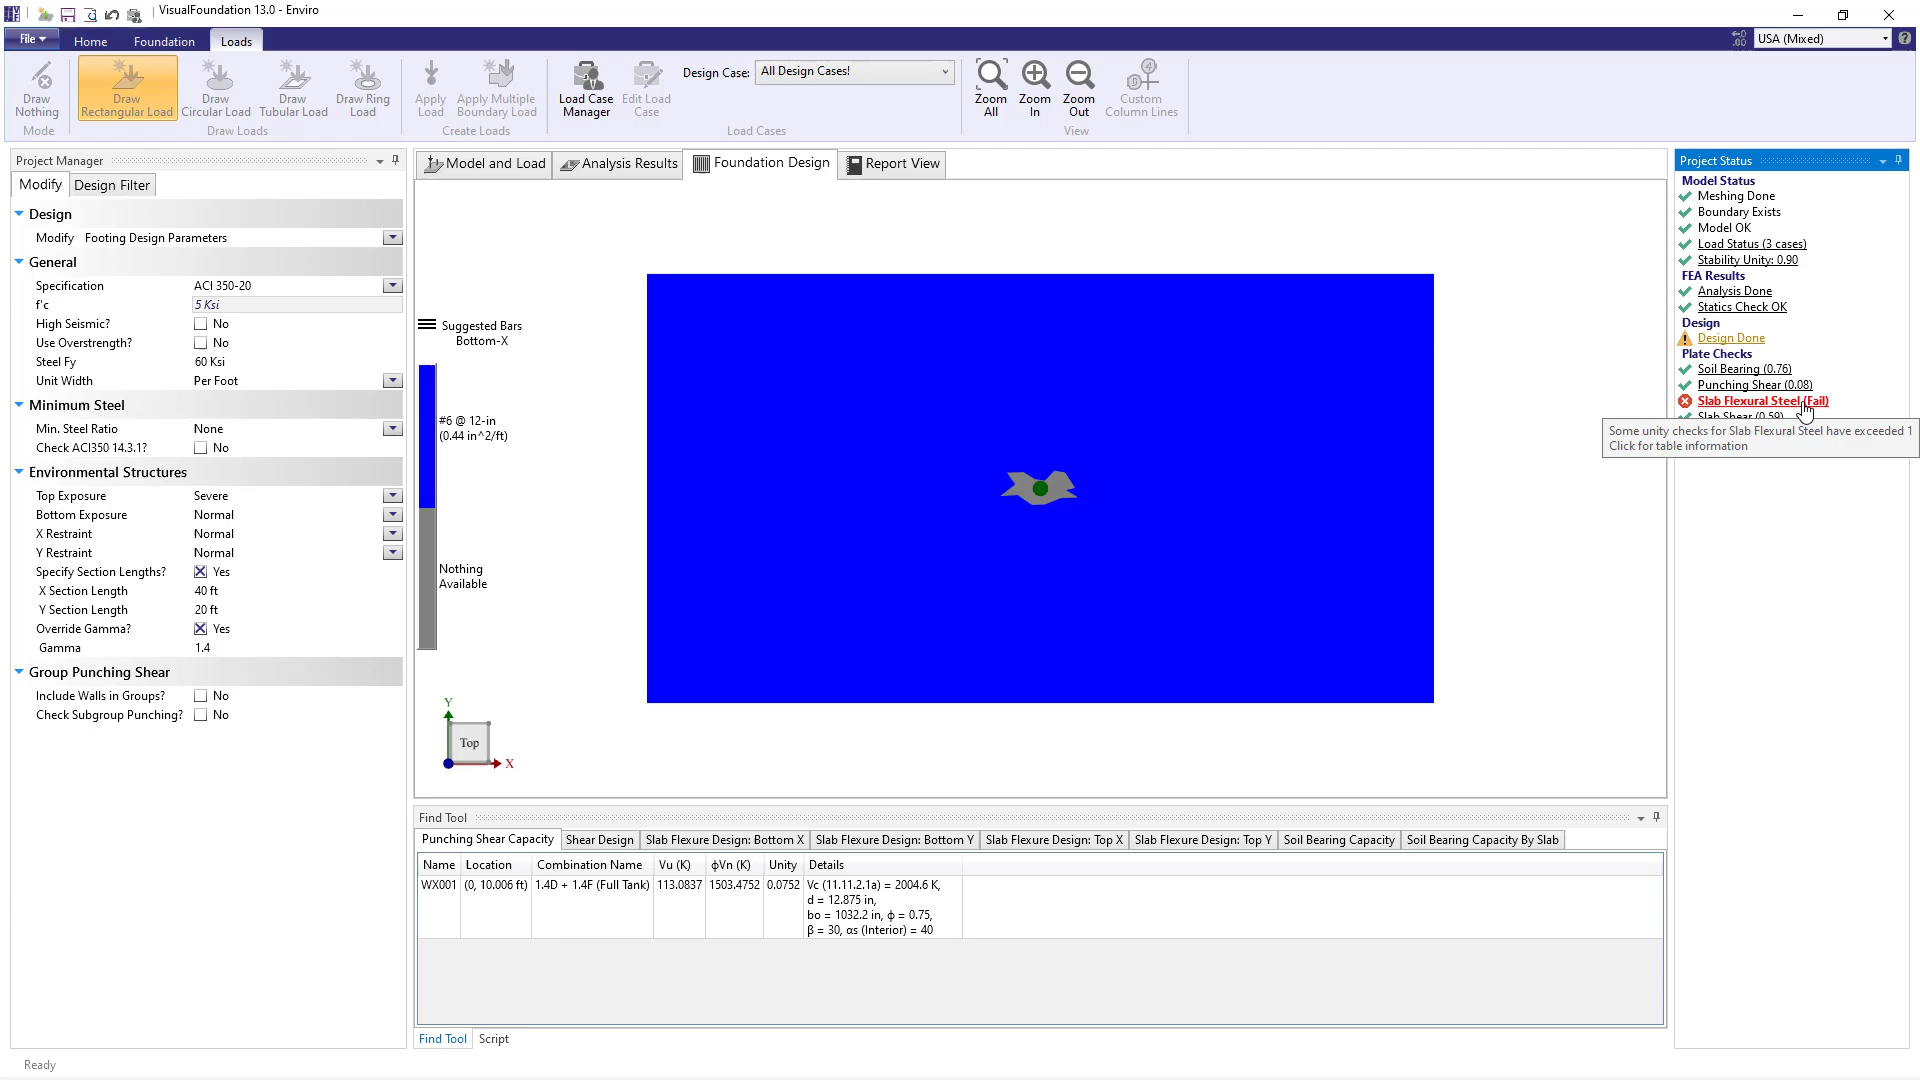 VisualFoundation 13.0 - Enviro
File
Home
Foundation
Loads
USA (Mixed)
Draw
Nothing
Draw
Rectangular Load
Draw
Circular Load
Draw
Tubular Load
Draw Ring
Load
Apply
Load
Apply Multiple
Boundary Load
Load Case
Manager
Edit Load
Case
Design Case:
All Design Cases!
Zoom
All
Zoom
In
Zoom
Out
Custom
Column Lines
Mode
Draw Loads
Create Loads
Load Cases
View
Project Manager
Modify
Design Filter
Design
Modify Footing Design Parameters
General
Specification ACI 350-20
f'c 5 Ksi
High Seismic? No
Use Overstrength? No
Steel Fy 60 Ksi
Unit Width Per Foot
Minimum Steel
Min. Steel Ratio None
Check ACI350 14.3.1? No
Environmental Structures
Top Exposure Severe
Bottom Exposure Normal
X Restraint Normal
Y Restraint Normal
Specify Section Lengths? Yes
X Section Length 40 ft
Y Section Length 20 ft
Override Gamma? Yes
Gamma 1.4
Group Punching Shear
Include Walls in Groups? No
Check Subgroup Punching? No
Model and Load
Analysis Results
Foundation Design
Report View
Suggested Bars
Bottom-X
#6 @ 12-in
(0.44 in^2/ft)
Nothing
Available
Y
Top
X
Find Tool
Punching Shear Capacity
Shear Design
Slab Flexure Design: Bottom X
Slab Flexure Design: Bottom Y
Slab Flexure Design: Top X
Slab Flexure Design: Top Y
Soil Bearing Capacity
Soil Bearing Capacity By Slab
Name Location Combination Name Vu (K) ϕVn (K) Unity Details
WX001 (0, 10.006 ft) 1.4D + 1.4F (Full Tank) 113.0837 1503.4752 0.0752 Vc (11.11.2.1a) = 2004.6 K,
d = 12.875 in,
bo = 1032.2 in, ϕ = 0.75,
β = 30, αs (Interior) = 40
Find Tool
Script
Project Status
Model Status
Meshing Done
Boundary Exists
Model OK
Load Status (3 cases)
Stability Unity: 0.90
FEA Results
Analysis Done
Statics Check OK
Design
Design Done
Plate Checks
Soil Bearing (0.76)
Punching Shear (0.08)
Slab Flexural Steel (Fail)
Slab Shear (0.59)
Some unity checks for Slab Flexural Steel have exceeded 1
Click for table information
Ready